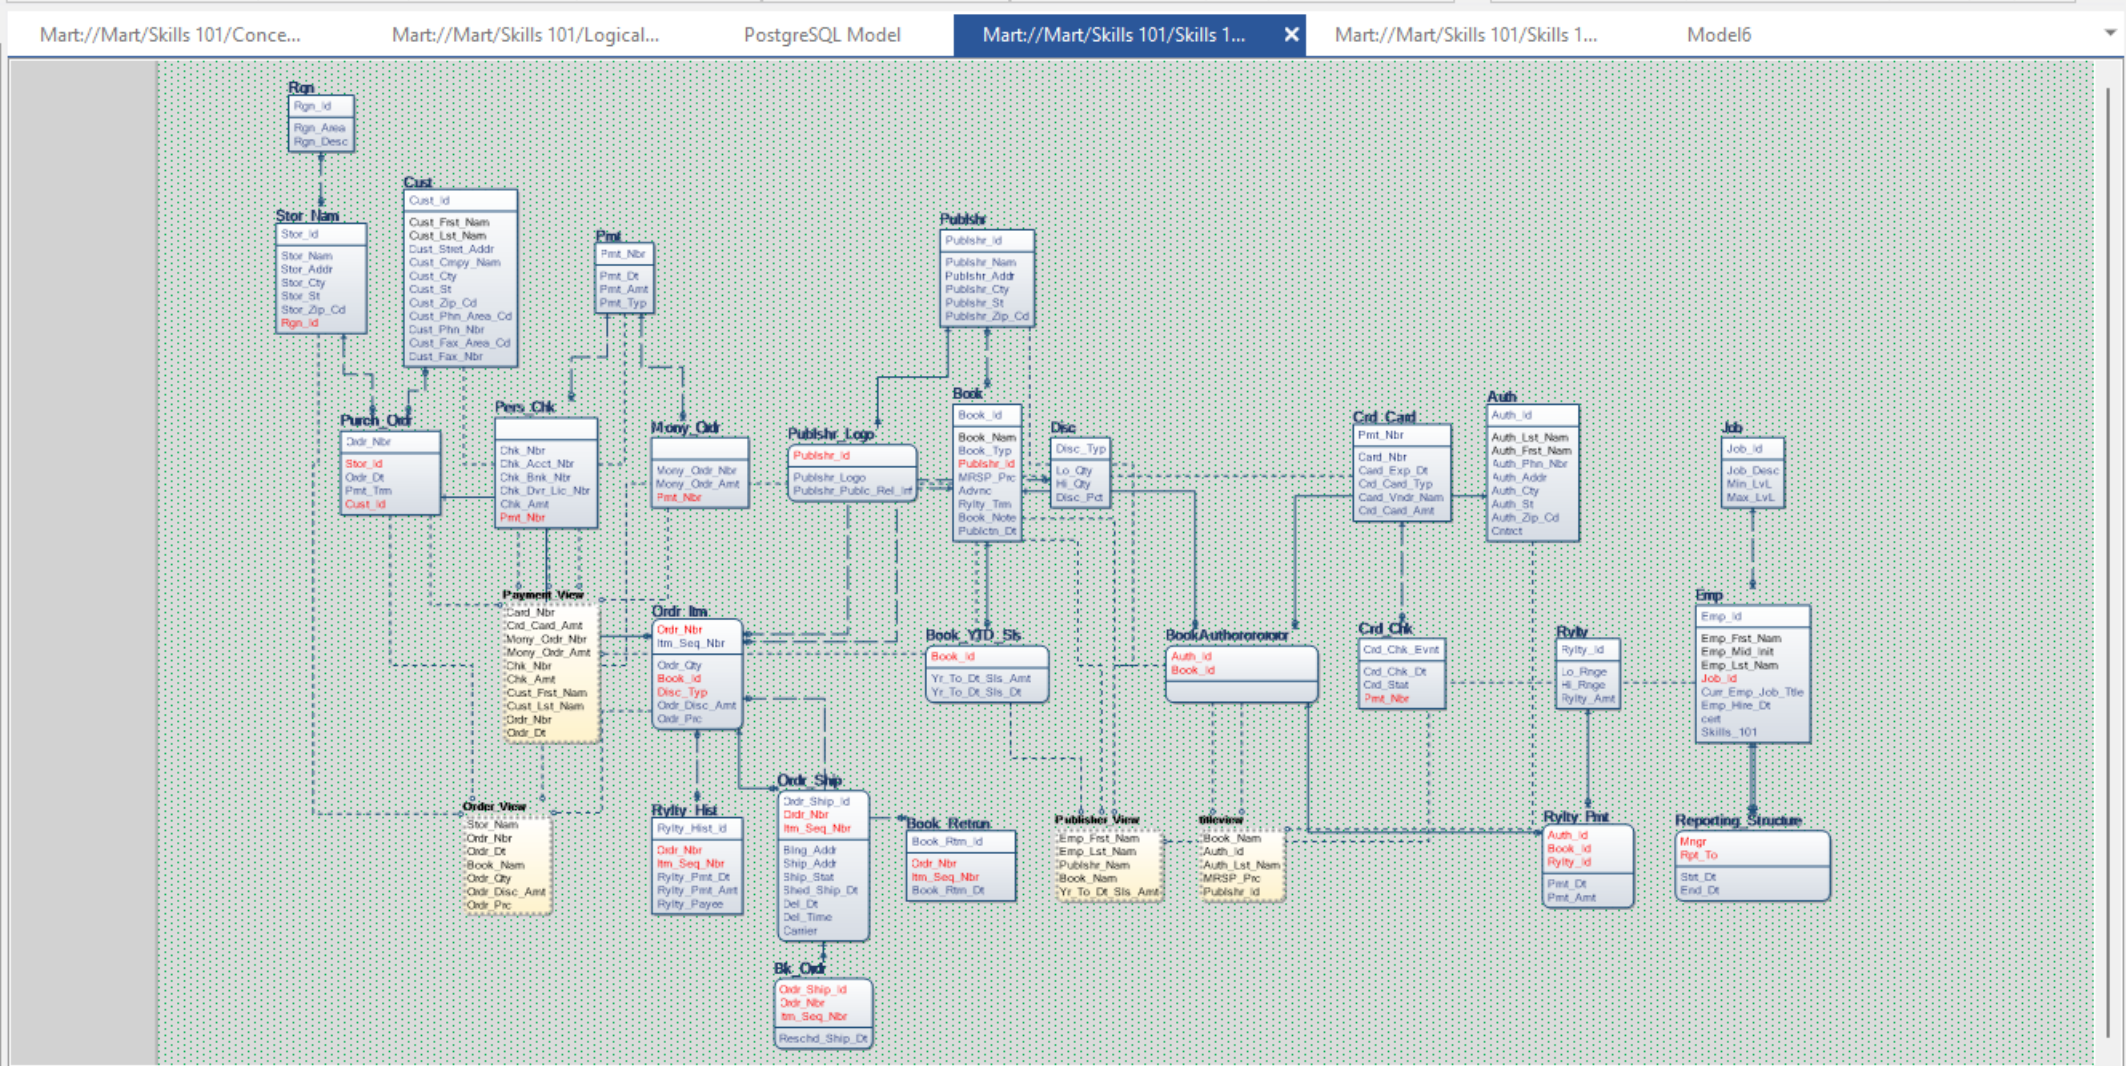 Mart://Mart/Skills 101/Conce...
Mart://Mart/Skills 101/Logical...
PostgreSQL Model
Mart://Mart/Skills 101/Skills 1...
Mart://Mart/Skills 101/Skills 1...
Model6
Rgn
Rgn_Id
Rgn_Area
Rgn_Desc
Stor_Nam
Stor_Id
Stor_Nam
Stor_Addr
Stor_Cty
Stor_St
Stor_Zip_Cd
Rgn_Id
Cust
Cust_Id
Cust_Frst_Nam
Cust_Lst_Nam
Cust_Stret_Addr
Cust_Cmpy_Nam
Cust_Cty
Cust_St
Cust_Zip_Cd
Cust_Phn_Area_Cd
Cust_Phn_Nbr
Cust_Fax_Area_Cd
Cust_Fax_Nbr
Pmt
Pmt_Nbr
Pmt_Dt
Pmt_Amt
Pmt_Typ
Publshr
Publshr_Id
Publshr_Nam
Publshr_Addr
Publshr_Cty
Publshr_St
Publshr_Zip_Cd
Purch_Ordr
Ordr_Nbr
Stor_Id
Ordr_Dt
Pmt_Trm
Cust_Id
Pers_Chk
Chk_Nbr
Chk_Acct_Nbr
Chk_Bnk_Nbr
Chk_Dvr_Lic_Nbr
Chk_Amt
Pmt_Nbr
Mony_Ordr
Mony_Ordr_Nbr
Mony_Ordr_Amt
Pmt_Nbr
Publshr_Logo
Publshr_Id
Publshr_Logo
Publshr_Public_Rel_Inf
Book
Book_Id
Book_Nam
Book_Typ
Publshr_Id
MRSP_Prc
Advnc
Rylty_Trm
Book_Note
Publctn_Dt
Disc
Disc_Typ
Lo_Qty
Hi_Qty
Disc_Pct
Crd_Card
Pmt_Nbr
Card_Nbr
Card_Exp_Dt
Crd_Card_Typ
Card_Vndr_Nam
Crd_Card_Amt
Auth
Auth_Id
Auth_Lst_Nam
Auth_Frst_Nam
Auth_Phn_Nbr
Auth_Addr
Auth_Cty
Auth_St
Auth_Zip_Cd
Cntrct
Job
Job_Id
Job_Desc
Min_LvL
Max_LvL
Payment_View
Card_Nbr
Crd_Card_Amt
Mony_Ordr_Nbr
Mony_Ordr_Amt
Chk_Nbr
Chk_Amt
Cust_Frst_Nam
Cust_Lst_Nam
Ordr_Nbr
Ordr_Dt
Ordr_Itm
Ordr_Nbr
Itm_Seq_Nbr
Ordr_Qty
Book_Id
Disc_Typ
Ordr_Disc_Amt
Ordr_Prc
Book_YTD_Sls
Book_Id
Yr_To_Dt_Sls_Amt
Yr_To_Dt_Sls_Dt
Auth_Id
Book_Id
Crd_Chk
Crd_Chk_Evnt
Crd_Chk_Dt
Crd_Stat
Pmt_Nbr
Rylty
Rylty_Id
Lo_Rnge
Hi_Rnge
Rylty_Amt
Emp
Emp_Id
Emp_Frst_Nam
Emp_Mid_Init
Emp_Lst_Nam
Job_Id
Curr_Emp_Job_Ttle
Emp_Hire_Dt
cert
Skills_101
Order_View
Stor_Nam
Ordr_Nbr
Ordr_Dt
Book_Nam
Ordr_Qty
Ordr_Disc_Amt
Ordr_Prc
Rylty_Hist
Rylty_Hist_Id
Ordr_Nbr
Itm_Seq_Nbr
Rylty_Pmt_Dt
Rylty_Pmt_Amt
Rylty_Payee
Ordr_Ship
Ordr_Ship_Id
Ordr_Nbr
Itm_Seq_Nbr
Blng_Addr
Ship_Addr
Ship_Stat
Shed_Ship_Dt
Del_Dt
Del_Time
Carrier
Book_Retrun
Book_Rtrn_Id
Ordr_Nbr
Itm_Seq_Nbr
Book_Rtrn_Dt
Publisher_View
Emp_Frst_Nam
Emp_Lst_Nam
Publshr_Nam
Book_Nam
Yr_To_Dt_Sls_Amt
titleview
Book_Nam
Auth_Id
Auth_Lst_Nam
MRSP_Prc
Publshr_Id
Rylty_Pmt
Auth_Id
Book_Id
Rylty_Id
Pmt_Dt
Pmt_Amt
Reporting_Structure
Mngr
Rpt_To
Strt_Dt
End_Dt
Bk_Ordr
Ordr_Ship_Id
Ordr_Nbr
Itm_Seq_Nbr
Reschd_Ship_Dt